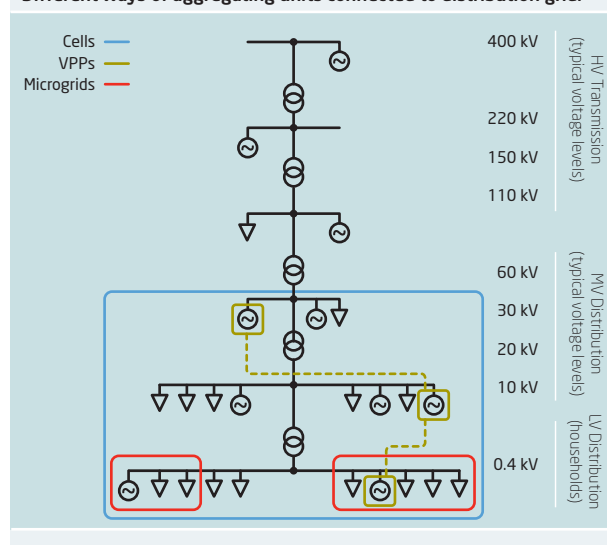 Different ways of aggregating units connected to distribution
Cells
VPPs
Microgrids
400 kV
220 kV
150 kV
110 kV
HV Transmission
(typical voltage levels)
60 kV
30 kV
20 kV
10 kV
MV Distribution
(typical voltage levels)
0.4 kV
LV Distribution
(households)